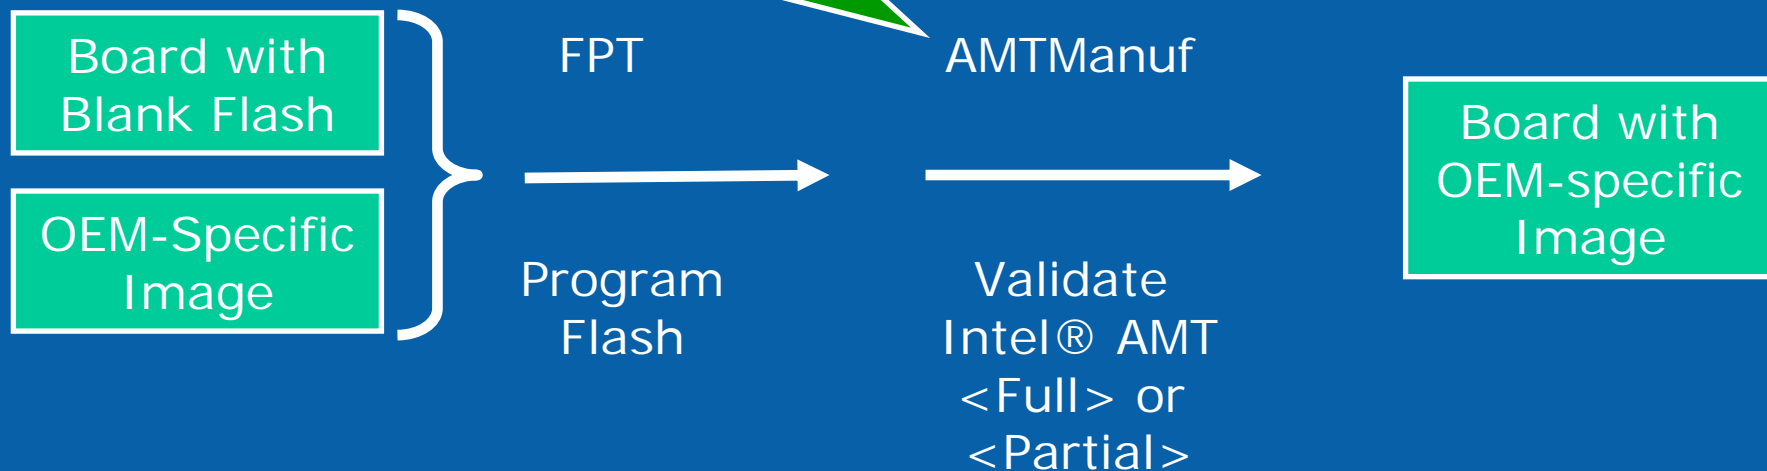 Board with
Blank Flash
OEM-Specific
Image
FPT
Program
Flash
AMTManuf
Validate
Intel® AMT
<Full> or
<Partial>
Board with
OEM-specific
Image